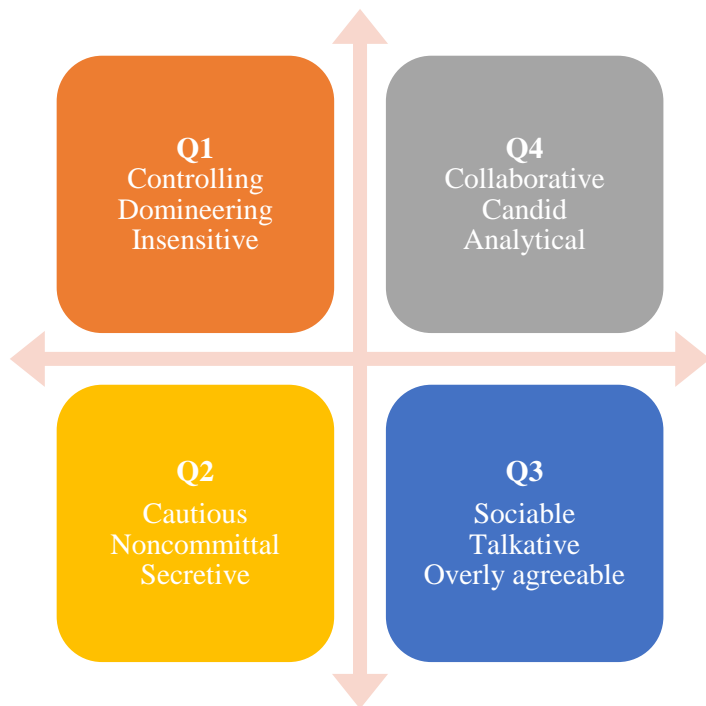 Q1
Controlling
Domineering
Insensitive
Q4
Collaborative
Candid
Analytical
Q2
Cautious
Noncommittal
Secretive
Q3
Sociable
Talkative
Overly agreeable